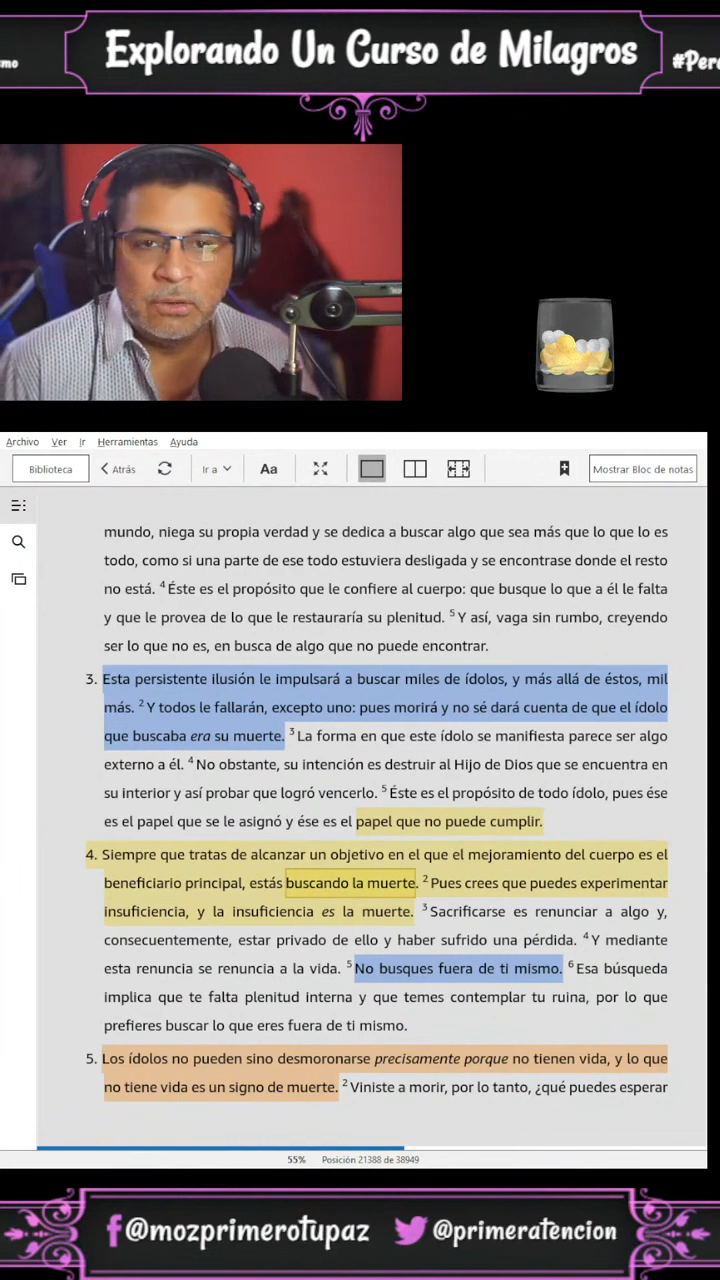 Explorando Un Curso de Milagros
smo
#Perd
Archivo Ver Ir Herramientas Ayuda
Biblioteca Atrás Ir a Aa Mostrar Bloc de notas
mundo, niega su propia verdad y se dedica a buscar algo que sea más que lo que lo es
todo, como si una parte de ese todo estuviera desligada y se encontrase donde el resto
no está. ⁴ Éste es el propósito que le confiere al cuerpo: que busque lo que a él le falta
y que le provea de lo que le restauraría su plenitud. ⁵ Y así, vaga sin rumbo, creyendo
ser lo que no es, en busca de algo que no puede encontrar.
3. Esta persistente ilusión le impulsará a buscar miles de ídolos, y más allá de éstos, mil
más. ² Y todos le fallarán, excepto uno: pues morirá y no sé dará cuenta de que el ídolo
que buscaba era su muerte. ³ La forma en que este ídolo se manifiesta parece ser algo
externo a él. ⁴ No obstante, su intención es destruir al Hijo de Dios que se encuentra en
su interior y así probar que logró vencerlo. ⁵ Éste es el propósito de todo ídolo, pues ése
es el papel que se le asignó y ése es el papel que no puede cumplir.
4. Siempre que tratas de alcanzar un objetivo en el que el mejoramiento del cuerpo es el
beneficiario principal, estás buscando la muerte. ² Pues crees que puedes experimentar
insuficiencia, y la insuficiencia es la muerte. ³ Sacrificarse es renunciar a algo y,
consecuentemente, estar privado de ello y haber sufrido una pérdida. ⁴ Y mediante
esta renuncia se renuncia a la vida. ⁵ No busques fuera de ti mismo. ⁶ Esa búsqueda
implica que te falta plenitud interna y que temes contemplar tu ruina, por lo que
prefieres buscar lo que eres fuera de ti mismo.
5. Los ídolos no pueden sino desmoronarse precisamente porque no tienen vida, y lo que
no tiene vida es un signo de muerte. ² Viniste a morir, por lo tanto, ¿qué puedes esperar
55% Posición 21388 de 38949
@mozprimerotupaz @primeratencion